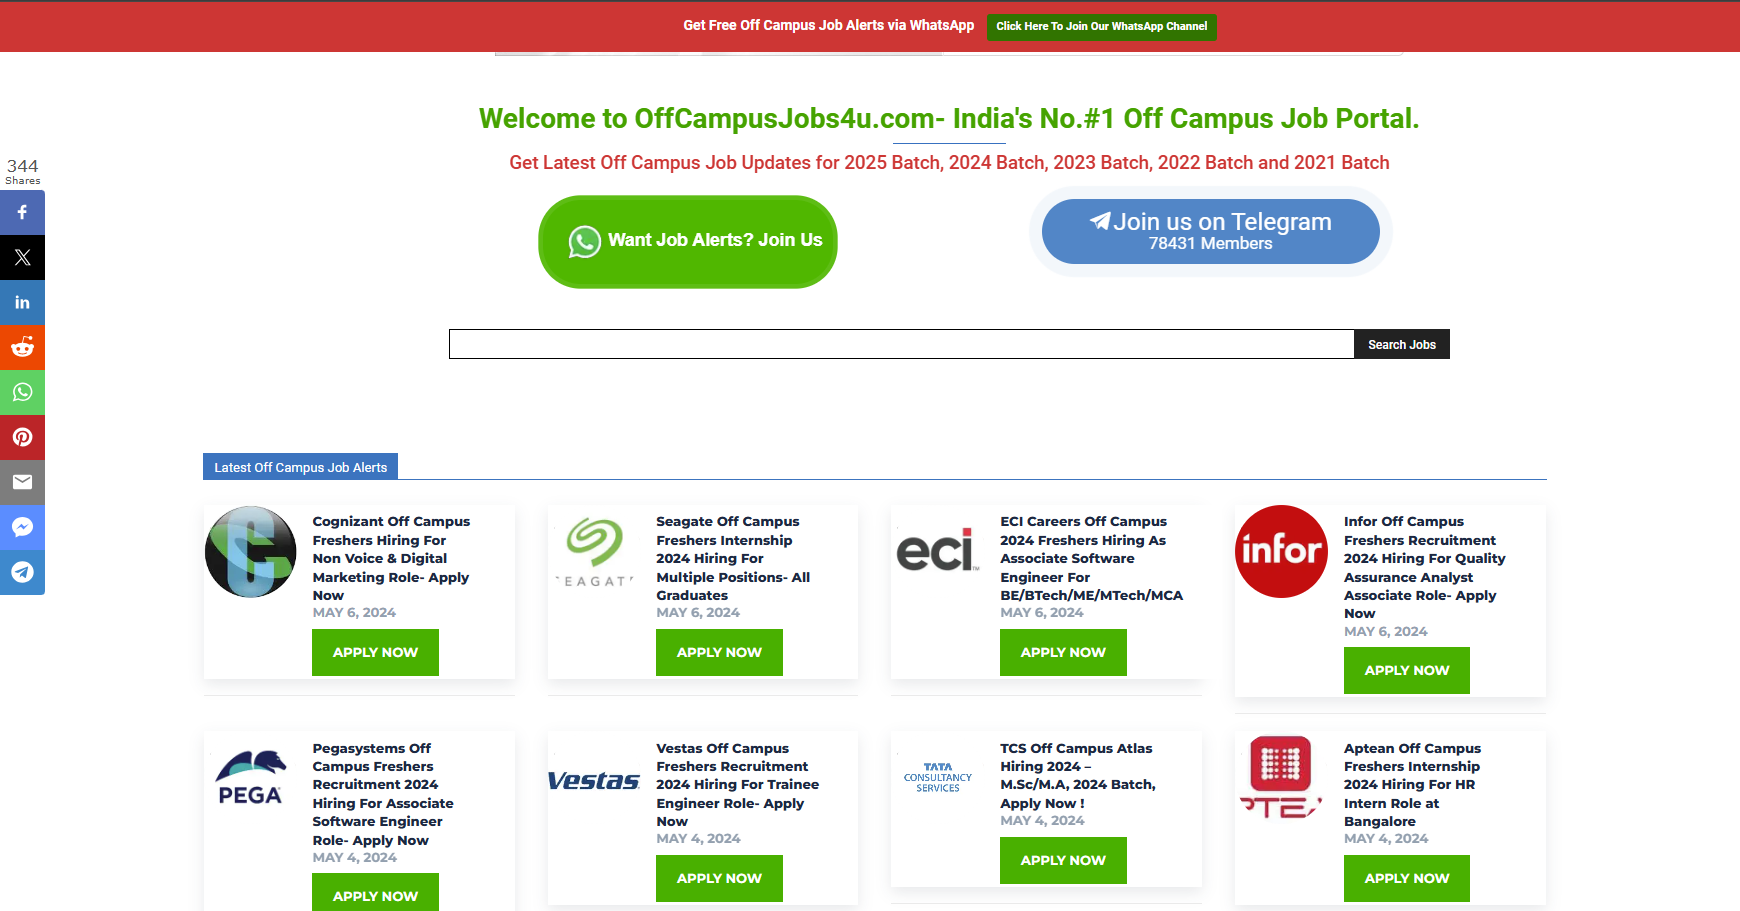 Get Free Off Campus Job Alerts via WhatsApp
Click Here To Join Our WhatsApp Channel
Welcome to OffCampusJobs4u.com- India's No.#1 Off Campus Job Portal.
Get Latest Off Campus Job Updates for 2025 Batch, 2024 Batch, 2023 Batch, 2022 Batch and 2021 Batch
344
Shares
Want Job Alerts? Join Us
Join us on Telegram
78431 Members
Search Jobs
Latest Off Campus Job Alerts
Cognizant Off Campus
Freshers Hiring For
Non Voice & Digital
Marketing Role- Apply
Now
MAY 6, 2024
APPLY NOW
EAGAT
Seagate Off Campus
Freshers Internship
2024 Hiring For
Multiple Positions- All
Graduates
MAY 6, 2024
APPLY NOW
eci
ECI Careers Off Campus
2024 Freshers Hiring As
Associate Software
Engineer For
BE/BTech/ME/MTech/MCA
MAY 6, 2024
APPLY NOW
infor
Infor Off Campus
Freshers Recruitment
2024 Hiring For Quality
Assurance Analyst
Associate Role- Apply
Now
MAY 6, 2024
APPLY NOW
PEGA
Pegasystems Off
Campus Freshers
Recruitment 2024
Hiring For Associate
Software Engineer
Role- Apply Now
MAY 4, 2024
APPLY NOW
Vestas
Vestas Off Campus
Freshers Recruitment
2024 Hiring For Trainee
Engineer Role- Apply
Now
MAY 4, 2024
APPLY NOW
TATA
CONSULTANCY
SERVICES
TCS Off Campus Atlas
Hiring 2024 –
M.Sc/M.A, 2024 Batch,
Apply Now !
MAY 4, 2024
APPLY NOW
PTEA
Aptean Off Campus
Freshers Internship
2024 Hiring For HR
Intern Role at
Bangalore
MAY 4, 2024
APPLY NOW